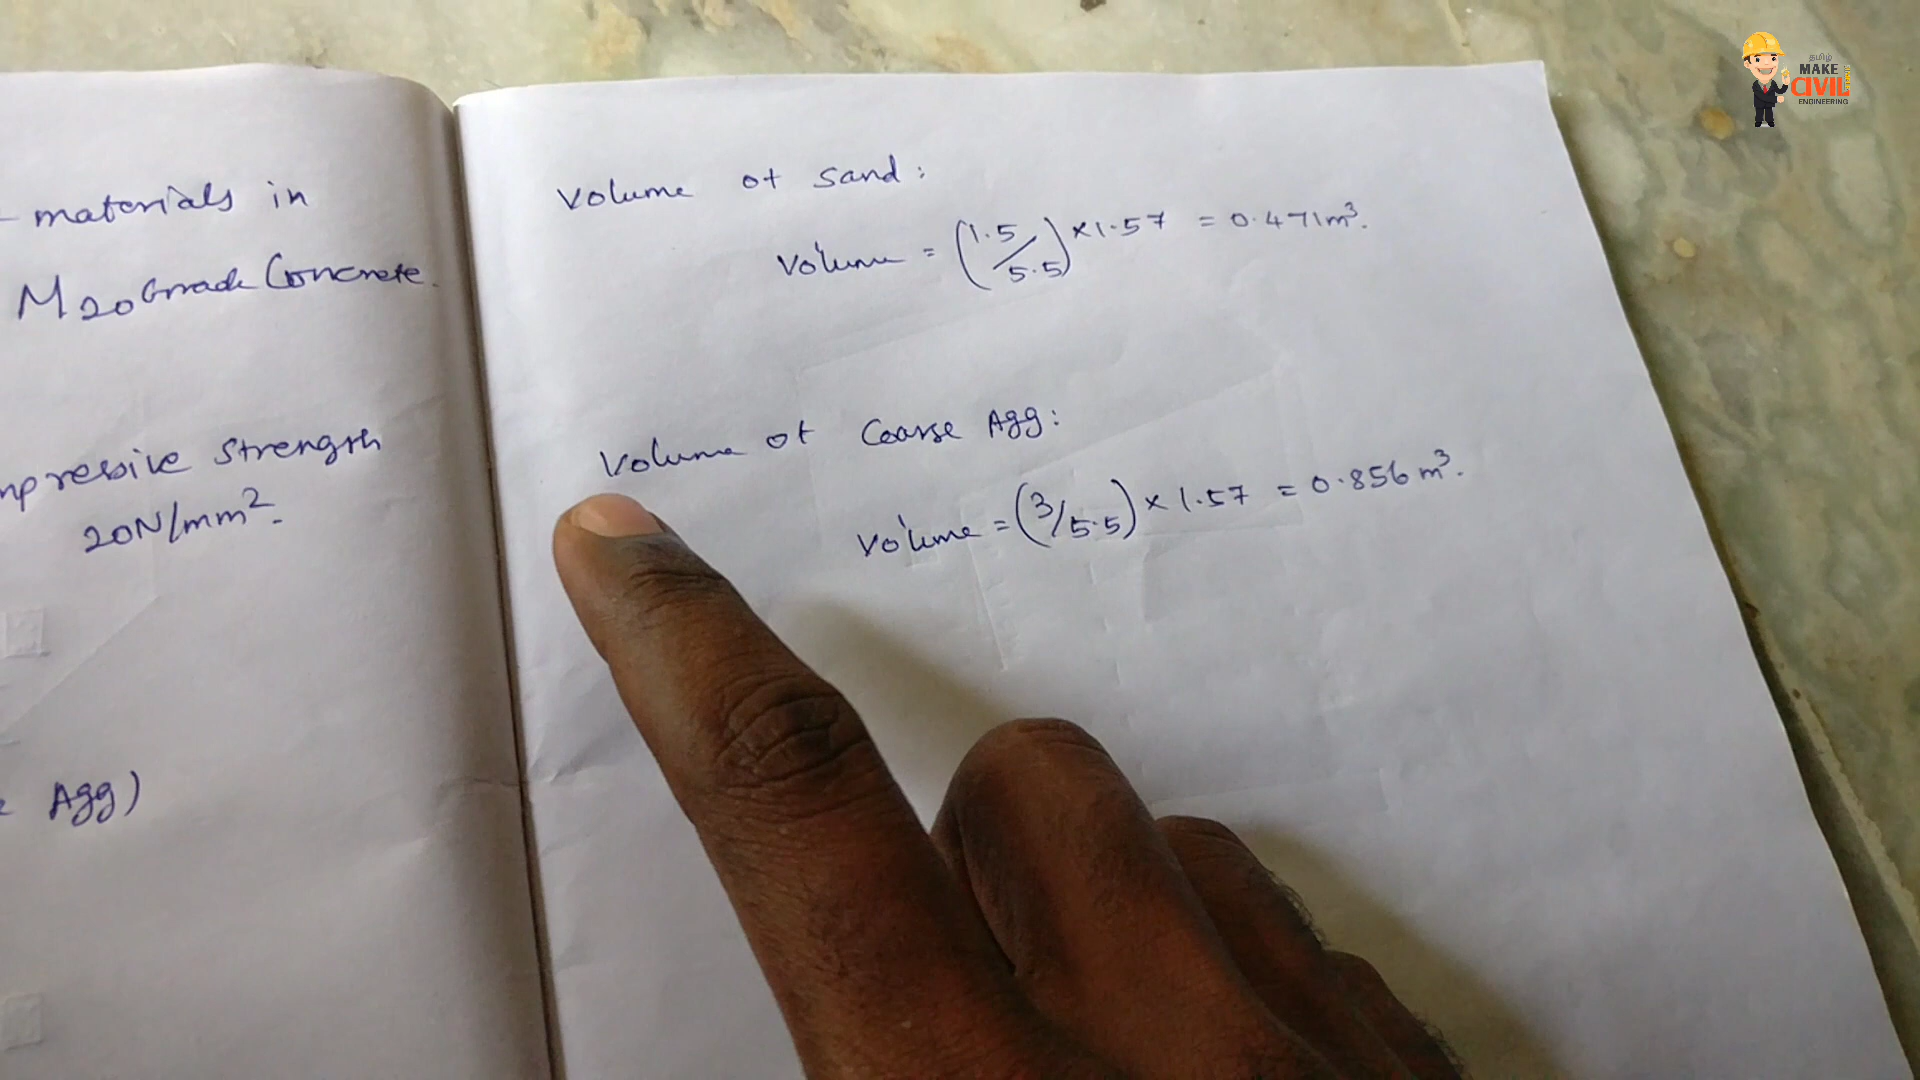 materials in
M20 Grade Concrete.
mpressive Strength
20N/mm².
Agg)
Volume of Sand:
Volume = (1.5/5.5) × 1.57 = 0.471m³.
Volume of Coarse Agg:
Volume = (3/5.5) × 1.57 = 0.856 m³.
தமிழ்
MAKE
CIVIL
ENGINEERING